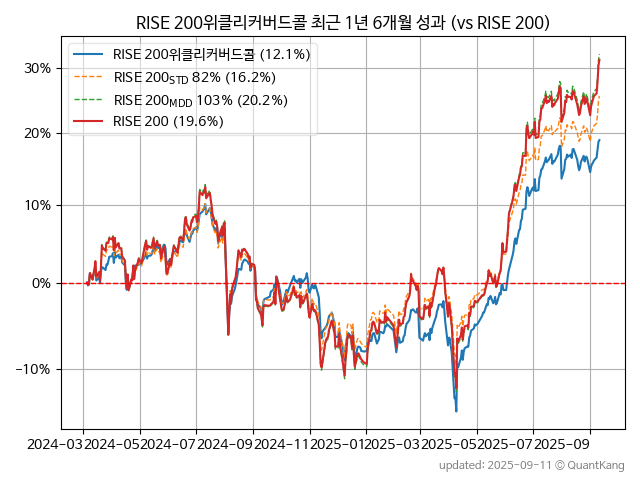 RISE 200위클리커버드콜 최근 1년 6개월 성과 (vs RISE 200)
RISE 200위클리커버드콜 (12.1%)
RISE 200STD 82% (16.2%)
RISE 200MDD 103% (20.2%)
RISE 200 (19.6%)
30%
20%
10%
0%
−10%
2024-03
2024-05
2024-07
2024-09
2024-11
2025-01
2025-03
2025-05
2025-07
2025-09
updated: 2025-09-11 © QuantKang